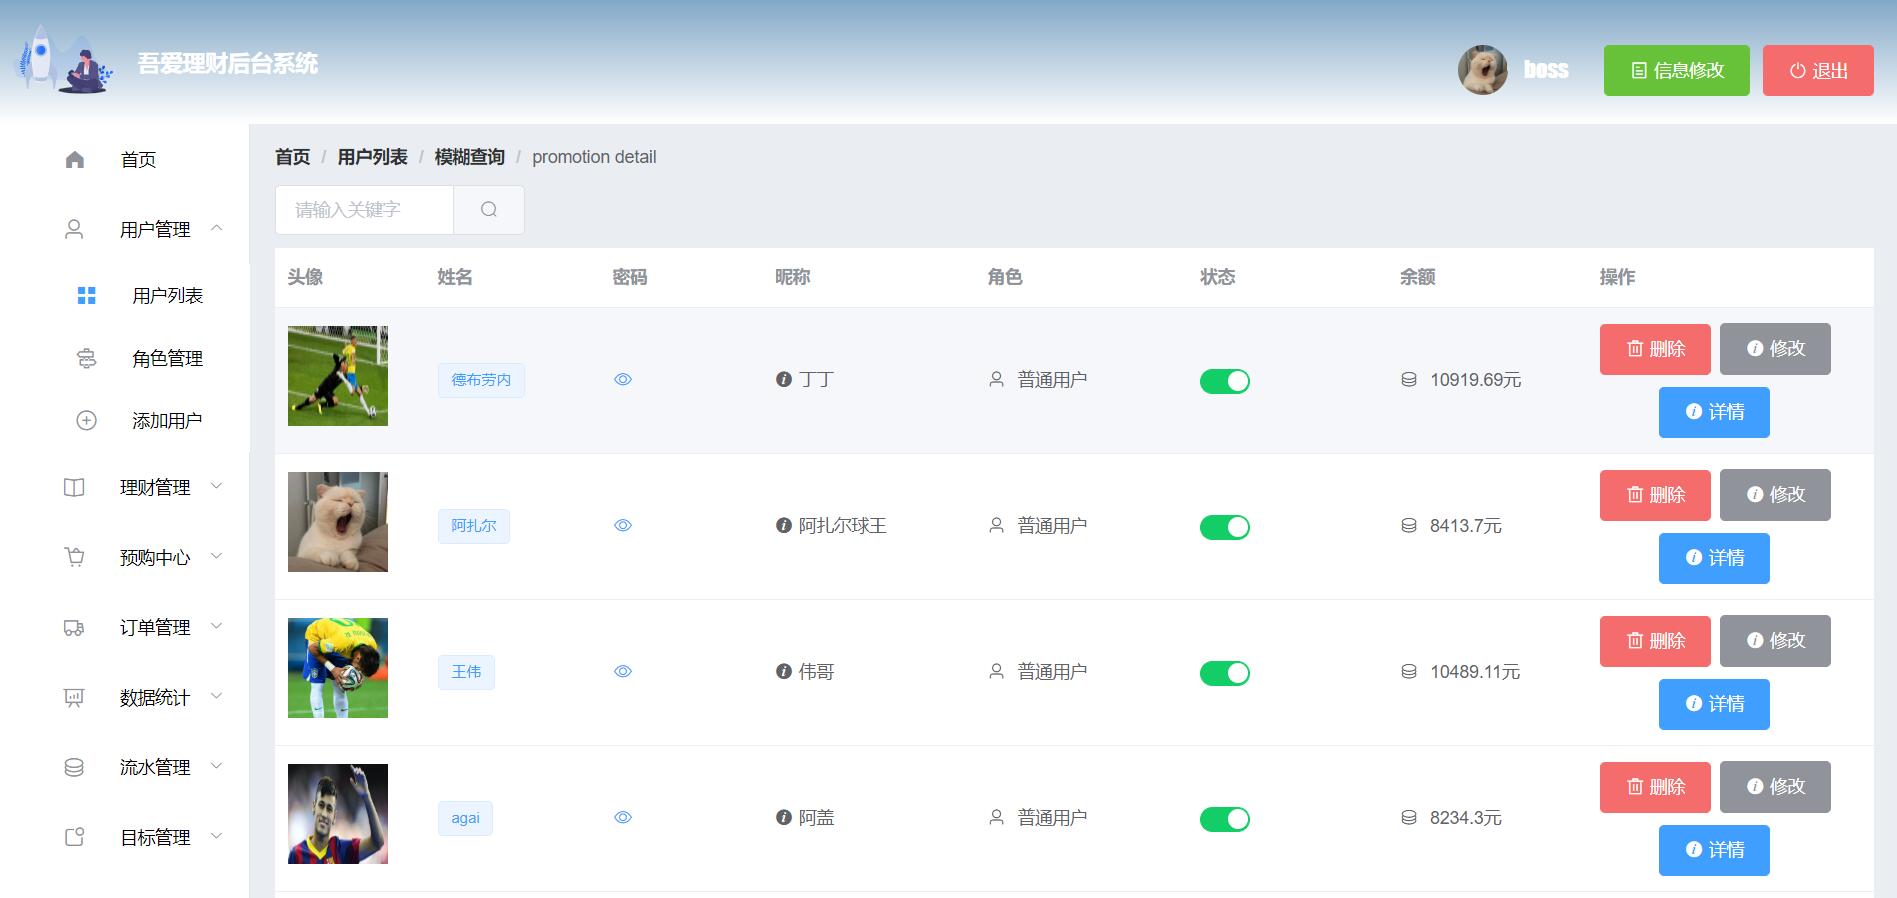 吾爱理财后台系统
boss
信息修改
退出
首页
用户管理
用户列表
角色管理
添加用户
理财管理
预购中心
订单管理
数据统计
流水管理
目标管理
首页 / 用户列表 / 模糊查询 / promotion detail
请输入关键字
头像 姓名 密码 昵称 角色 状态 余额 操作
德布劳内 丁丁 普通用户 10919.69元 删除 修改
详情
阿扎尔 阿扎尔球王 普通用户 8413.7元 删除 修改
详情
王伟 伟哥 普通用户 10489.11元 删除 修改
详情
agai 阿盖 普通用户 8234.3元 删除 修改
详情